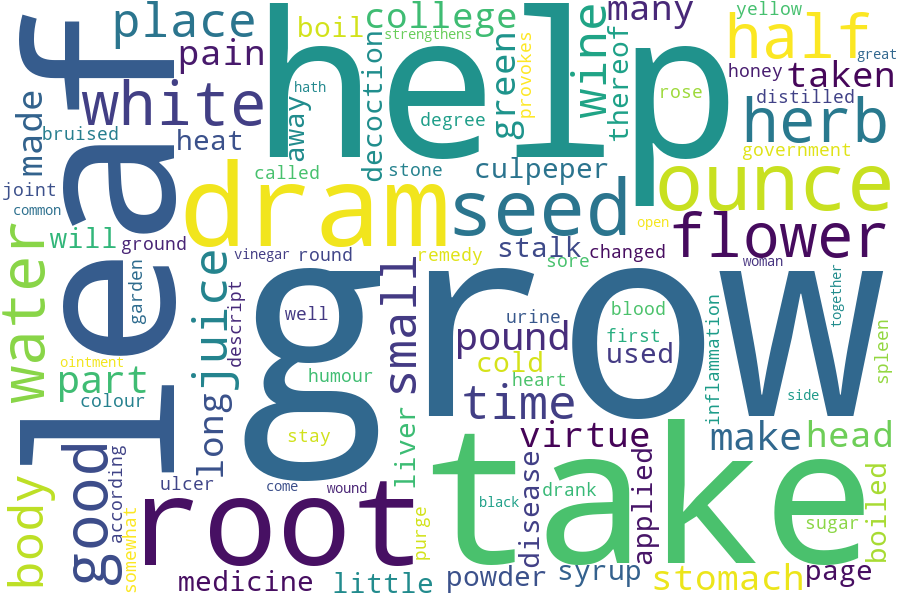 place
pain
white
heat
boil
college
strengthens
help
hath
away
decoction
degree
green
provokes
wine
thereof
many
rose
yellow
half
great
honey
taken
distilled
herb
government
made
bruised
leaf
joint
common
will
ground
called
stone
culpeper
dram
seed
stalk
open
ounce
flower
changed
sore
remedy
vinegar
round
woman
water
garden
juice
descript
small
grow
well
humour
stay
urine
pound
cold
heart
time
blood
first
used
inflammation
together
spleen
side
ointment
part
colour
long
liver
virtue
make
head
body
good
according
somewhat
ulcer
come
wound
root
purge
take
black
disease
drank
applied
sugar
boiled
medicine
little
powder
syrup
stomach
page